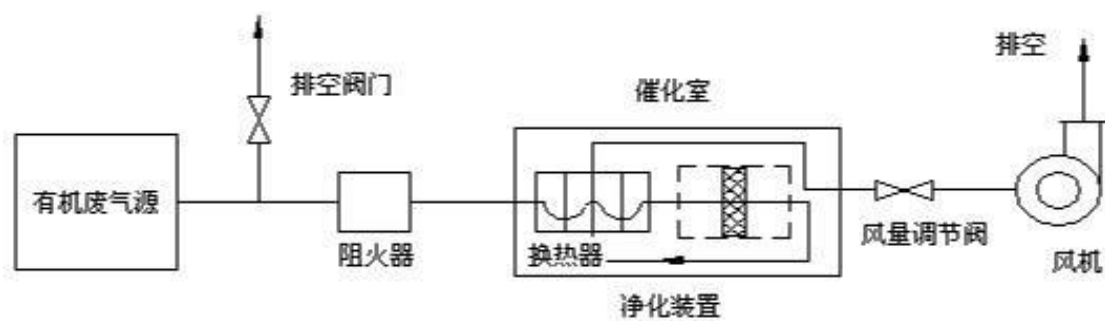 排空
排空阀门
催化室
有机废气源
阻火器
换热器
风量调节阀
风机
净化装置